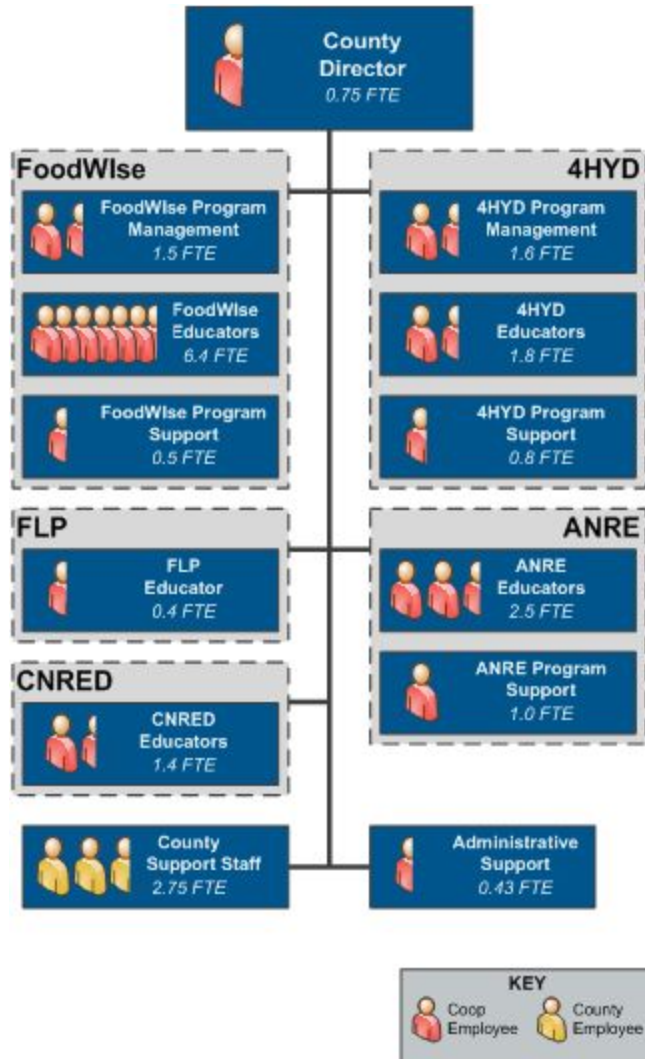 County
Director
0.75 FTE
FoodWIse
FoodWIse Program
Management
1.5 FTE
FoodWIse
Educators
6.4 FTE
FoodWIse Program
Support
0.5 FTE
4HYD
4HYD Program
Management
1.6 FTE
4HYD
Educators
1.8 FTE
4HYD Program
Support
0.8 FTE
FLP
FLP
Educator
0.4 FTE
ANRE
ANRE
Educators
2.5 FTE
ANRE Program
Support
1.0 FTE
CNRED
CNRED
Educators
1.4 FTE
County
Support Staff
2.75 FTE
Administrative
Support
0.43 FTE
KEY
Coop
Employee
County
Employee